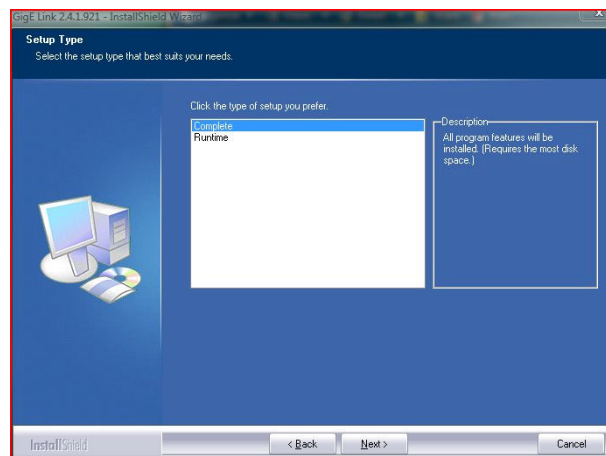 GigE Link 2.4.1.921 - InstallShield Wizard
Setup Type
Select the setup type that best suits your needs.
Click the type of setup you prefer.
Complete
Runtime
Description
All program features will be
installed. (Requires the most disk
space.)
InstallShield
< Back
Next >
Cancel